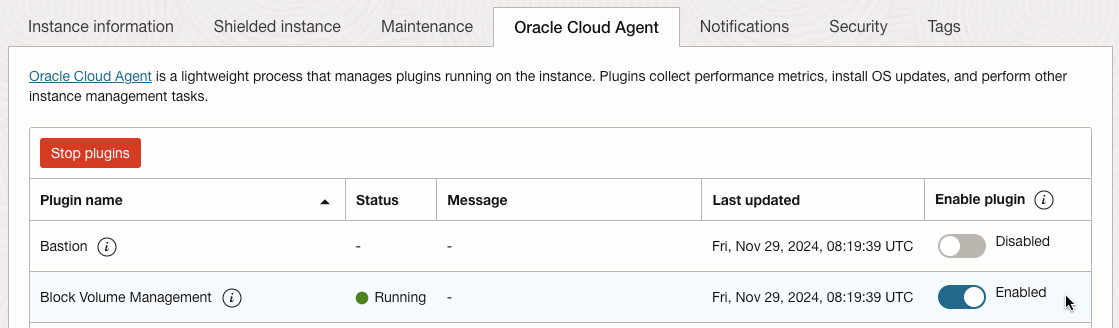 Instance information Shielded instance Maintenance Oracle Cloud Agent Notifications Security Tags
Oracle Cloud Agent is a lightweight process that manages plugins running on the instance. Plugins collect performance metrics, install OS updates, and perform other
instance management tasks.
Stop plugins
Plugin name Status Message Last updated Enable plugin i
Bastion i - - Fri, Nov 29, 2024, 08:19:39 UTC Disabled
Block Volume Management i Running - Fri, Nov 29, 2024, 08:19:39 UTC Enabled